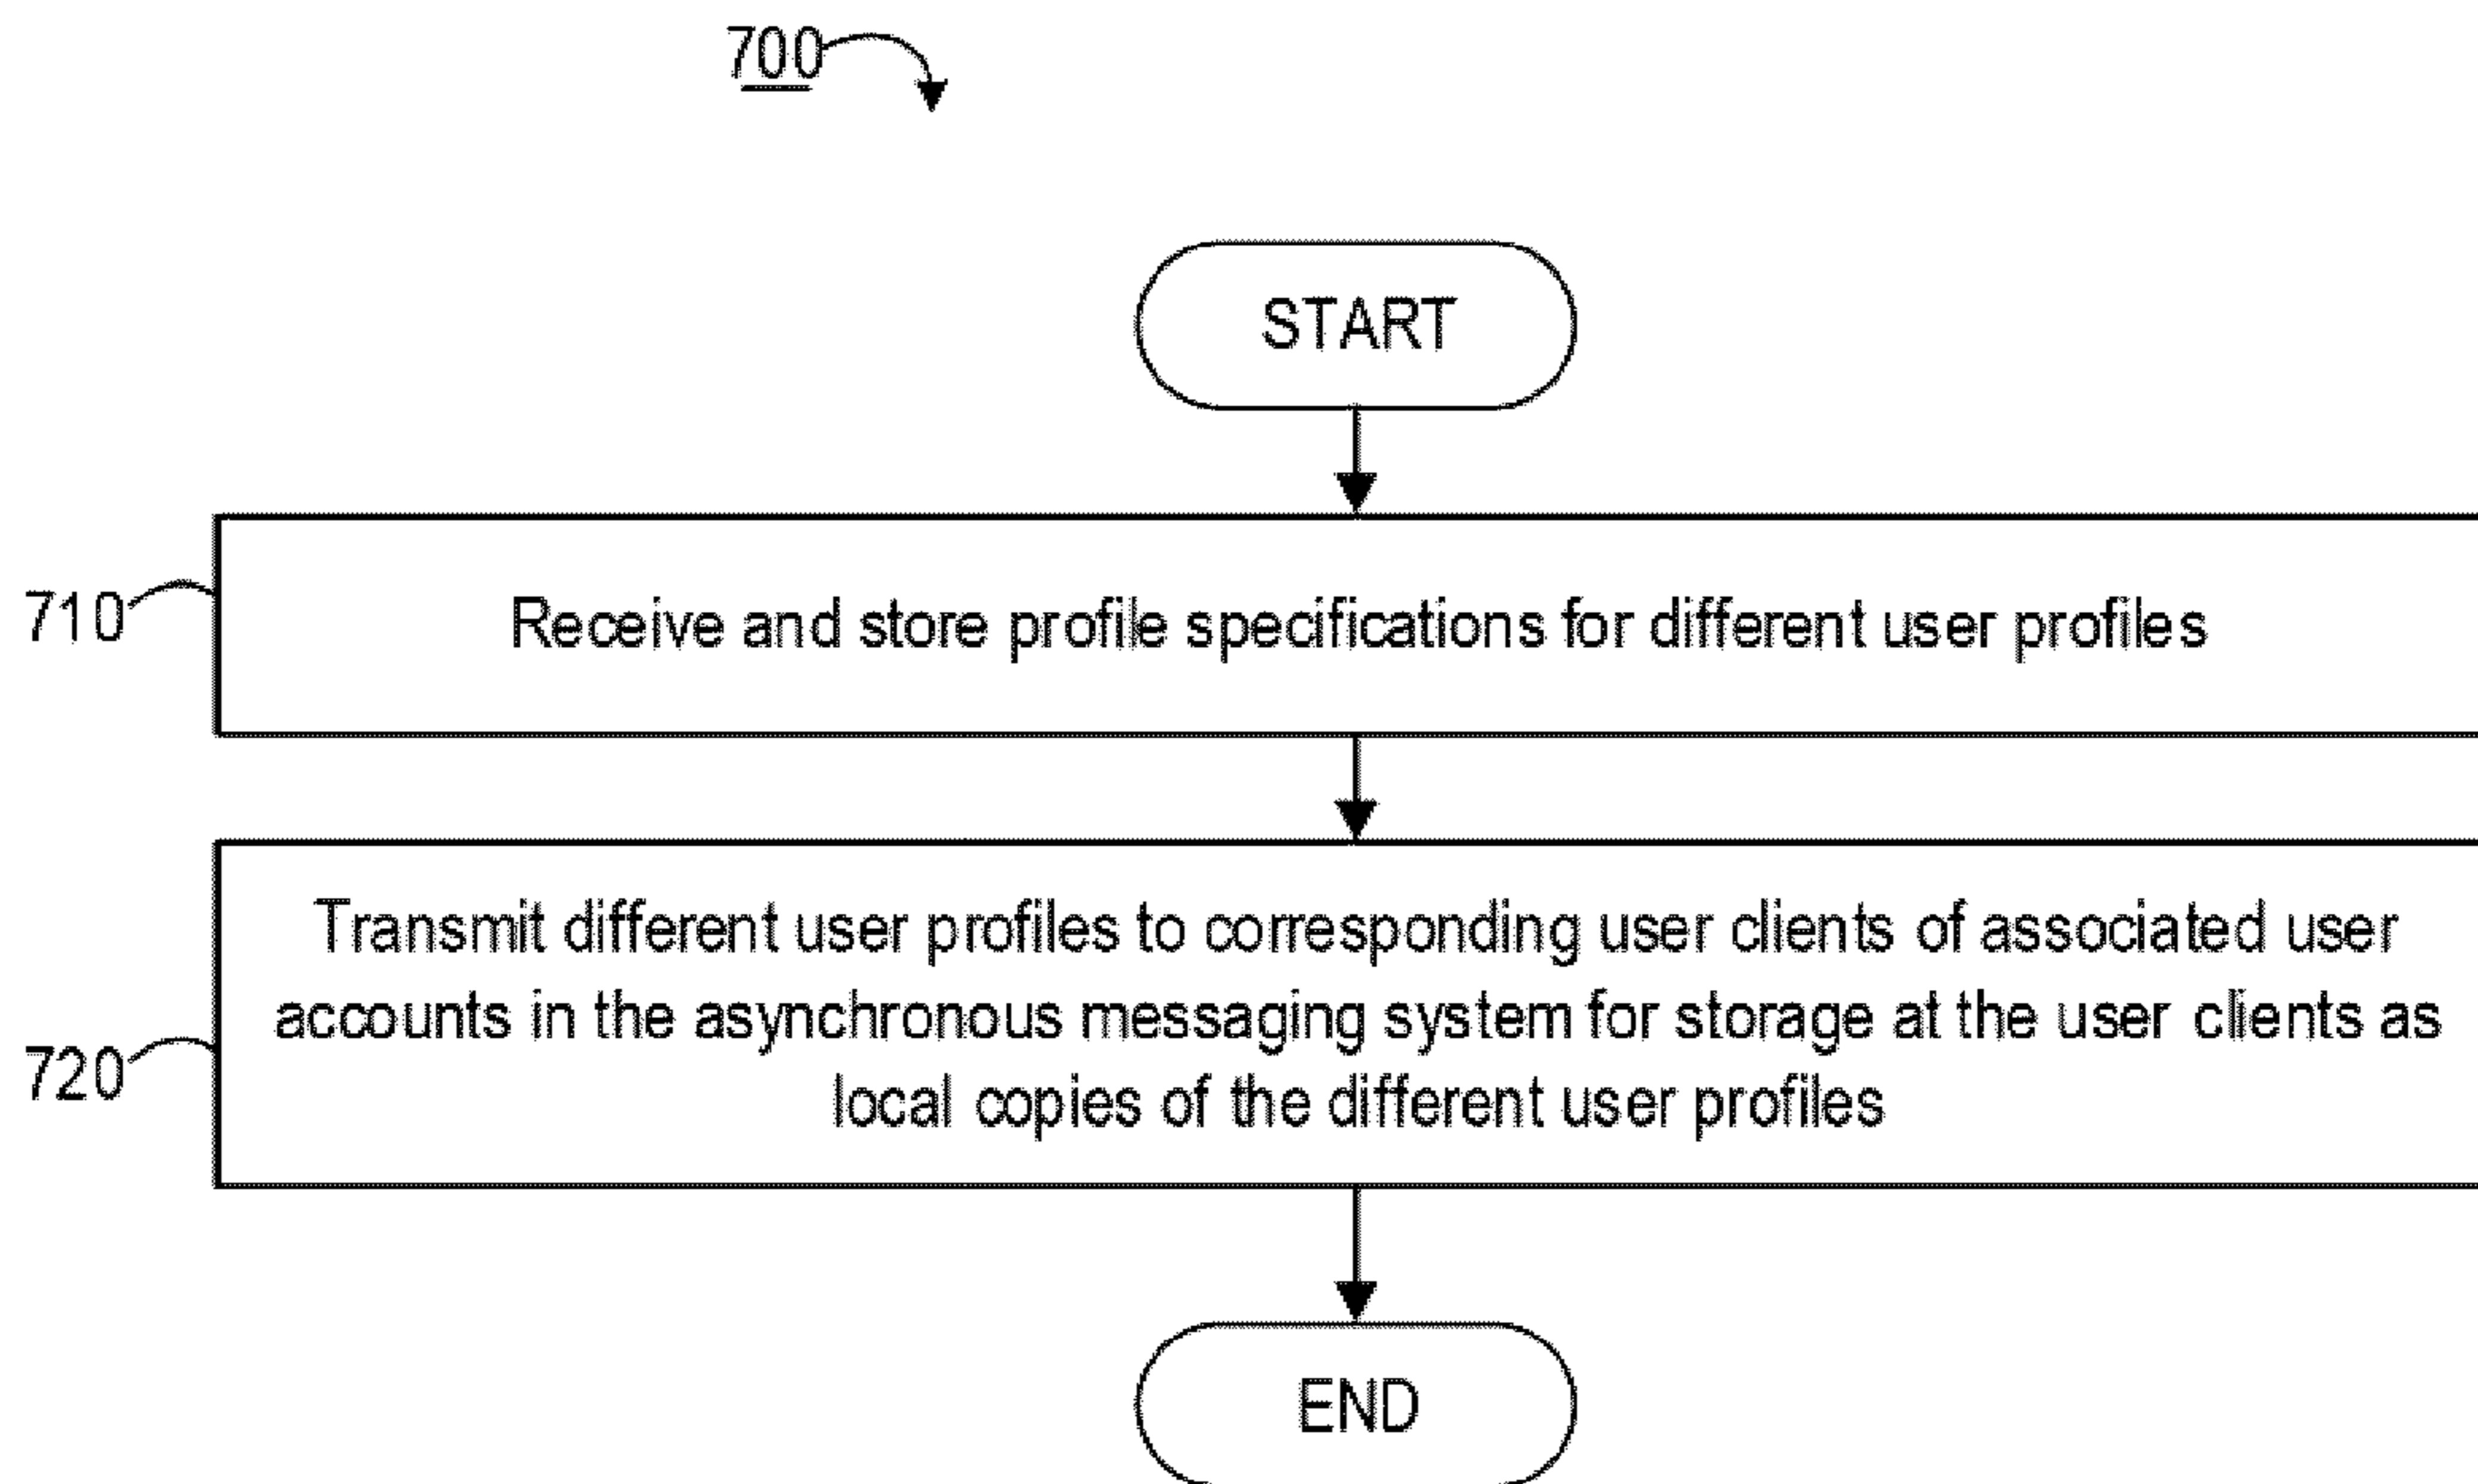 700
START
710
Receive and store profile specifications for different user profiles
Transmit different user profiles to corresponding user clients of associated user
accounts in the asynchronous messaging system for storage at the user clients as
720
local copies of the different user profiles
END